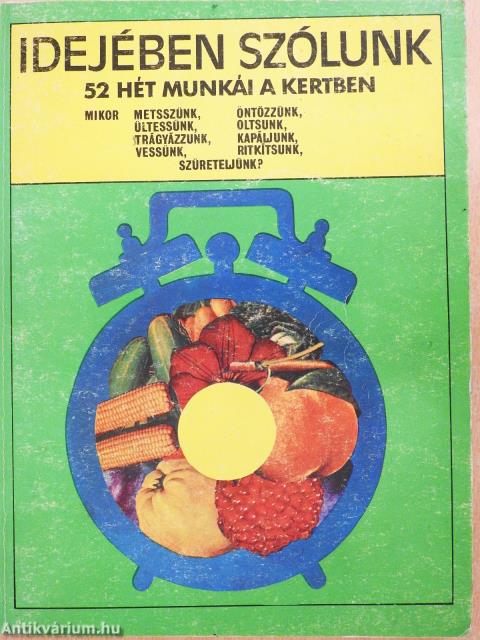 IDEJÉBEN SZÓLUNK
52 HÉT MUNKÁI A KERTBEN
MIKOR METSSZÜNK, ÖNTÖZZÜNK,
ÜLTESSÜNK, OLTSUNK,
TRÁGYÁZZUNK, KAPÁLJUNK,
VESSÜNK, RITKÍTSUNK,
SZÜRETELJÜNK?
Antikvárium.hu